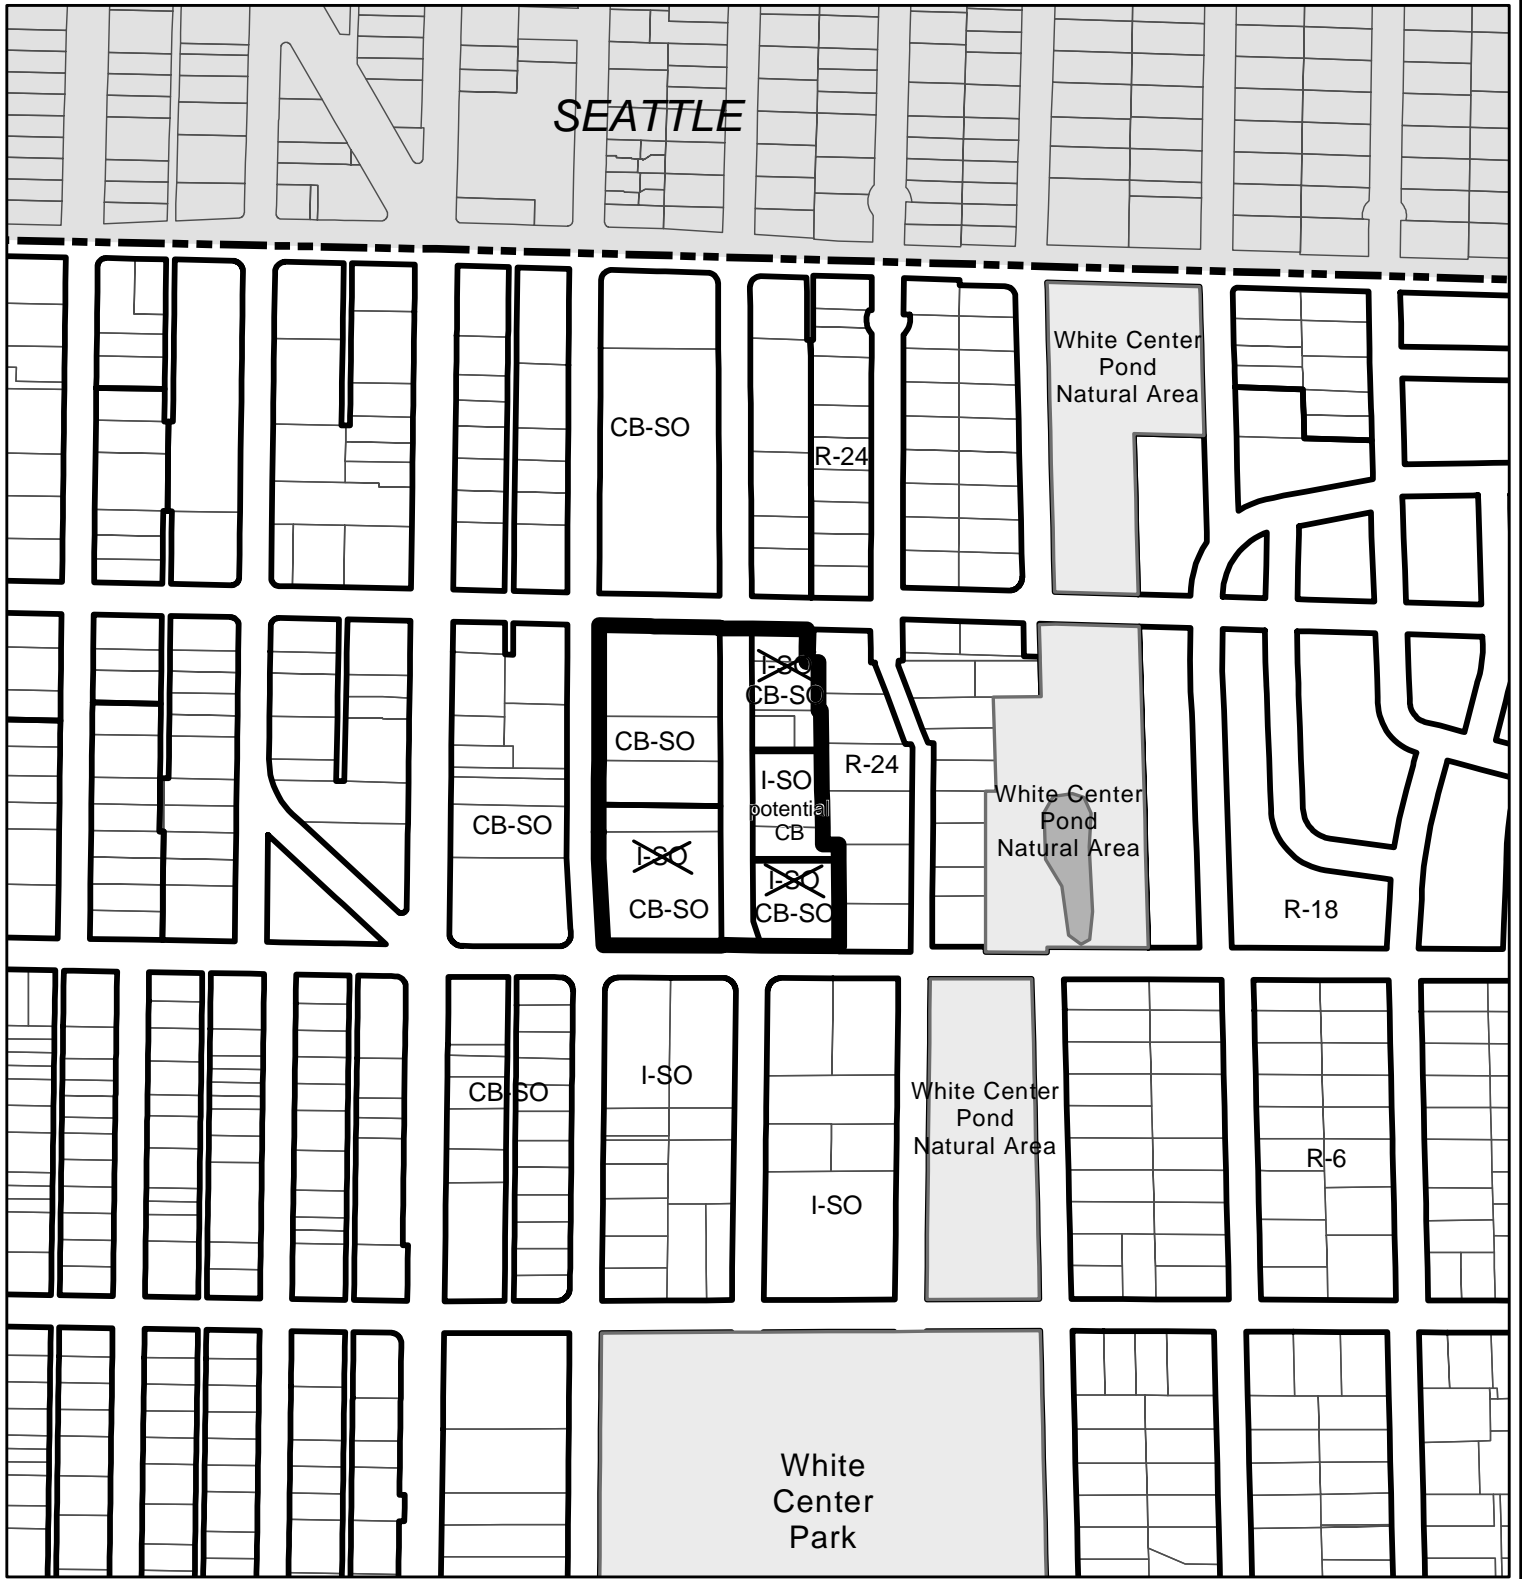 SEATTLE
White Center
Pond
Natural Area
CB-SO
R-24
I-SO
CB-SO
CB-SO
I-SO
potential
CB
R-24
White Center
Pond
Natural Area
CB-SO
I-SO
CB-SO
I-SO
CB-SO
R-18
CB-SO
I-SO
White Center
Pond
Natural Area
R-6
I-SO
White
Center
Park